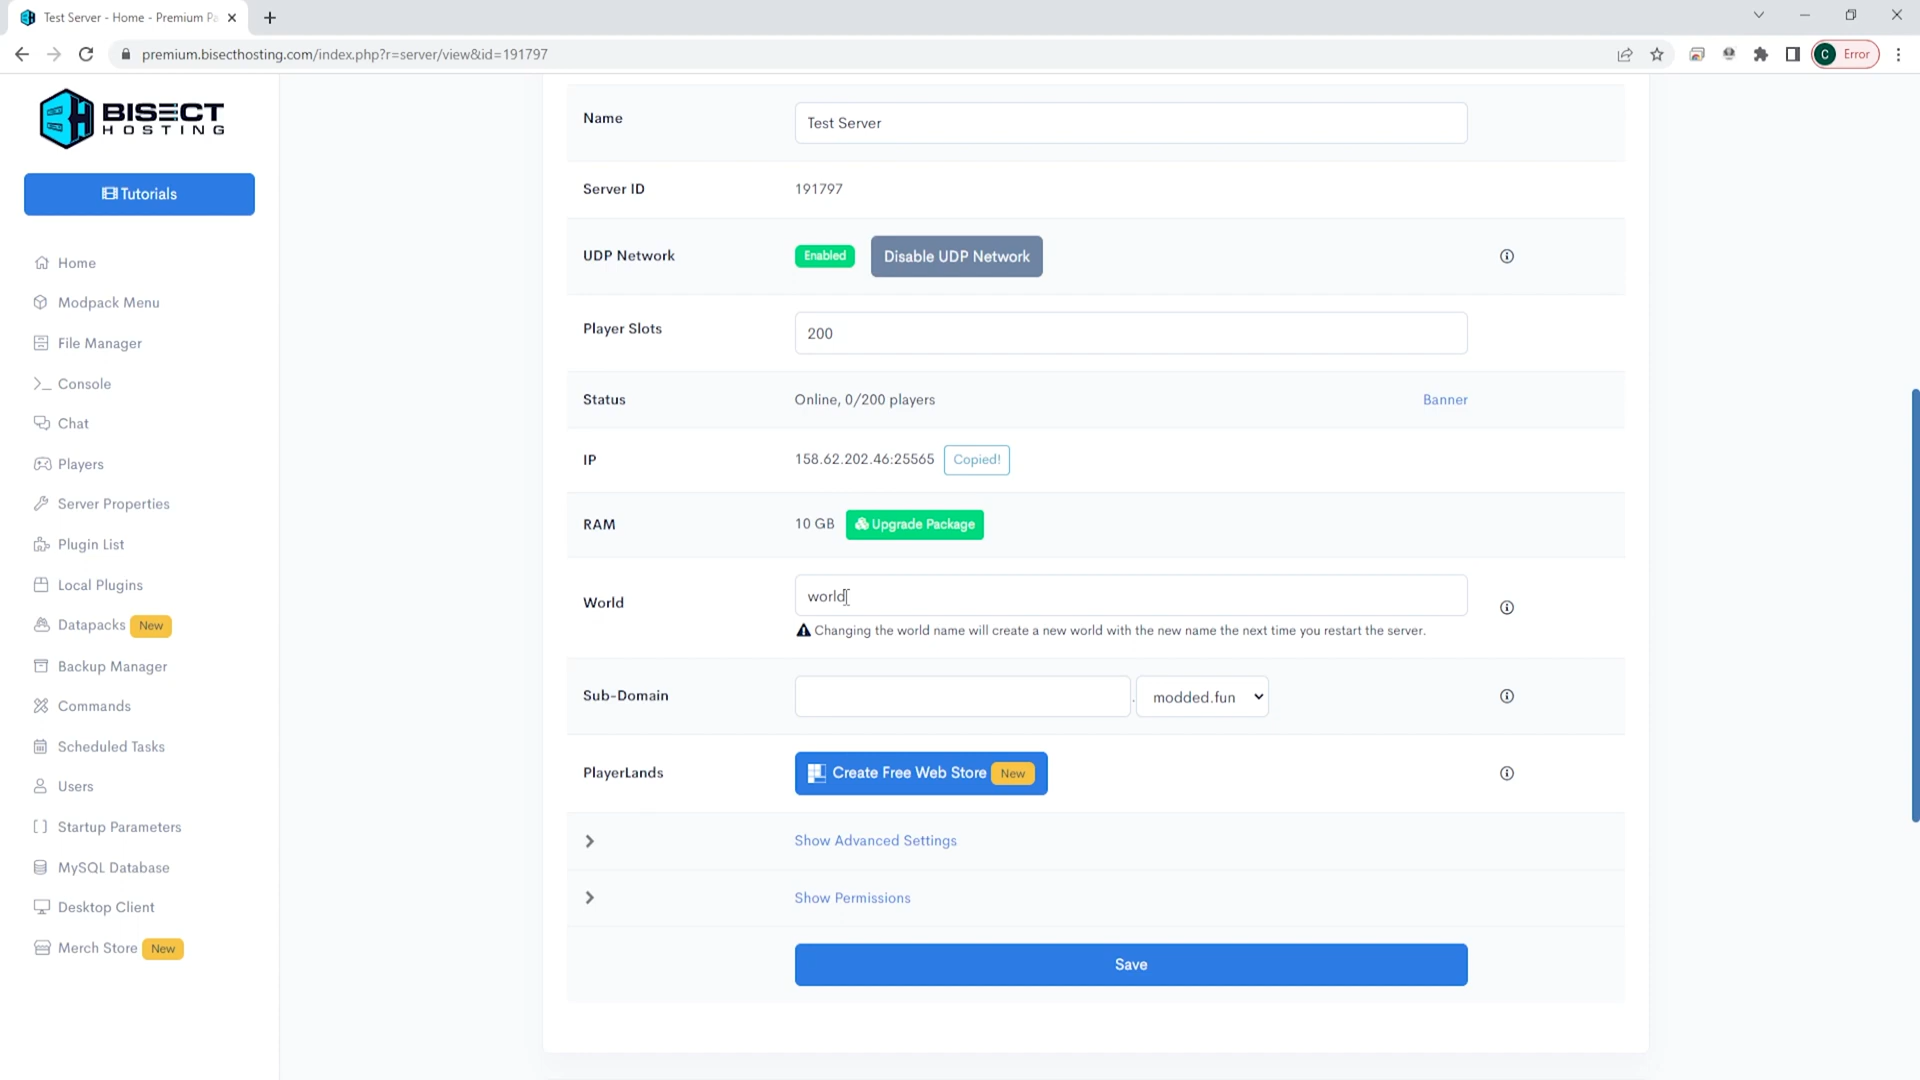 Test Server - Home - Premium Pa
premium.bisecthosting.com/index.php?r=server/view&id=191797
C Error
BISECT
HOSTING
Tutorials
Home
Modpack Menu
File Manager
Console
Chat
Players
Server Properties
Plugin List
Local Plugins
Datapacks New
Backup Manager
Commands
Scheduled Tasks
Users
Startup Parameters
MySQL Database
Desktop Client
Merch Store New
Name Test Server
Server ID 191797
UDP Network Enabled Disable UDP Network
Player Slots 200
Status Online, 0/200 players Banner
IP 158.62.202.46:25565 Copied!
RAM 10 GB Upgrade Package
World world
Changing the world name will create a new world with the new name the next time you restart the server.
Sub-Domain . modded.fun
PlayerLands Create Free Web Store New
Show Advanced Settings
Show Permissions
Save